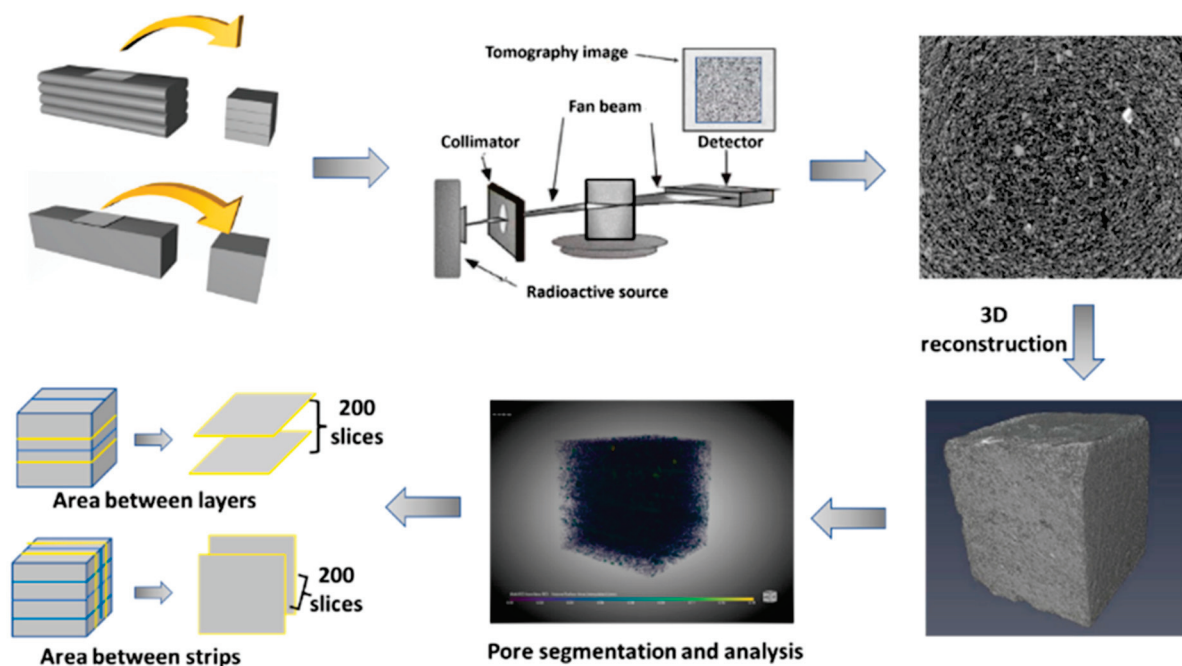 Tomography image
Fan beam
Collimator
Detector
Radioactive source
3D
reconstruction
200
slices
Area between layers
200
slices
Area between strips
Pore segmentation and analysis